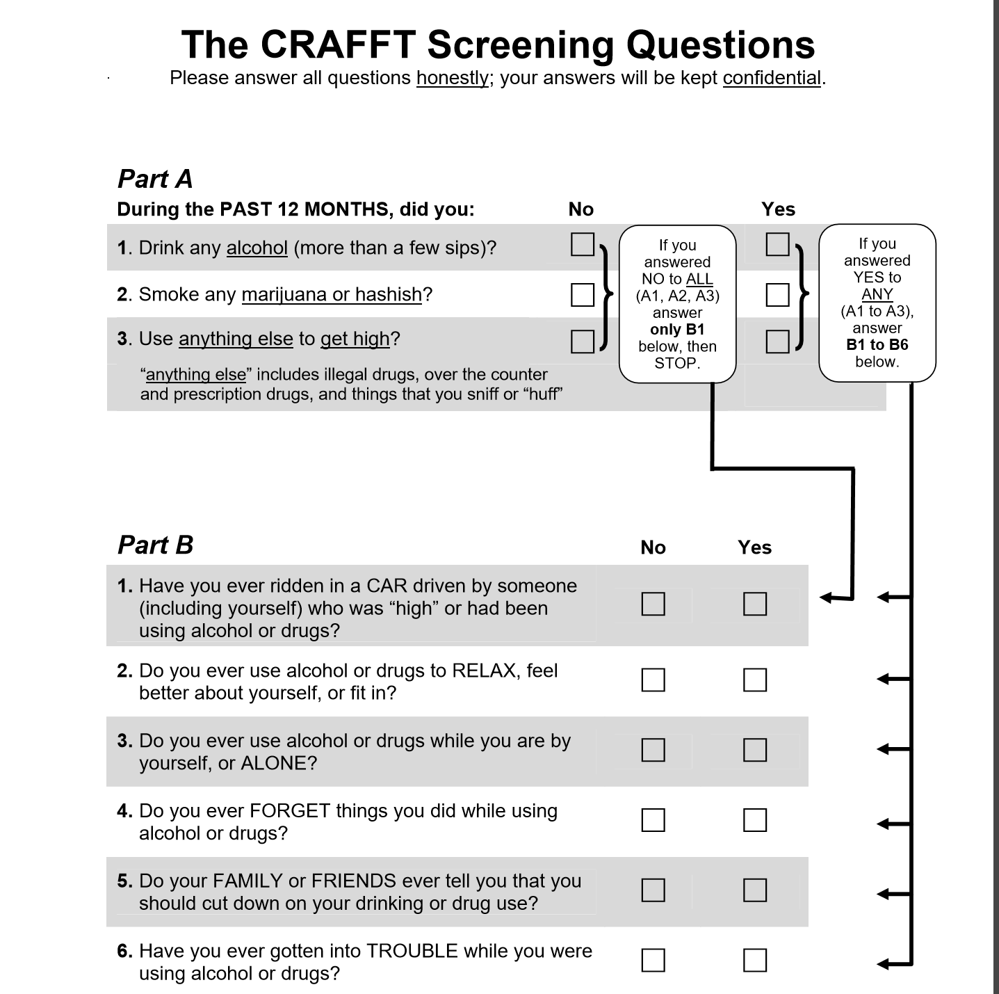 The CRAFFT Screening Questions
Please answer all questions honestly; your answers will be kept confidential.
Part A
During the PAST 12 MONTHS, did you:
No
Yes
1. Drink any alcohol (more than a few sips)?
2. Smoke any marijuana or hashish?
3. Use anything else to get high?
“anything else” includes illegal drugs, over the counter
and prescription drugs, and things that you sniff or “huff”
If you
answered
NO to ALL
(A1, A2, A3)
answer
only B1
below, then
STOP.
If you
answered
YES to
ANY
(A1 to A3),
answer
B1 to B6
below.
Part B
No
Yes
1. Have you ever ridden in a CAR driven by someone
(including yourself) who was “high” or had been
using alcohol or drugs?
2. Do you ever use alcohol or drugs to RELAX, feel
better about yourself, or fit in?
3. Do you ever use alcohol or drugs while you are by
yourself, or ALONE?
4. Do you ever FORGET things you did while using
alcohol or drugs?
5. Do your FAMILY or FRIENDS ever tell you that you
should cut down on your drinking or drug use?
6. Have you ever gotten into TROUBLE while you were
using alcohol or drugs?